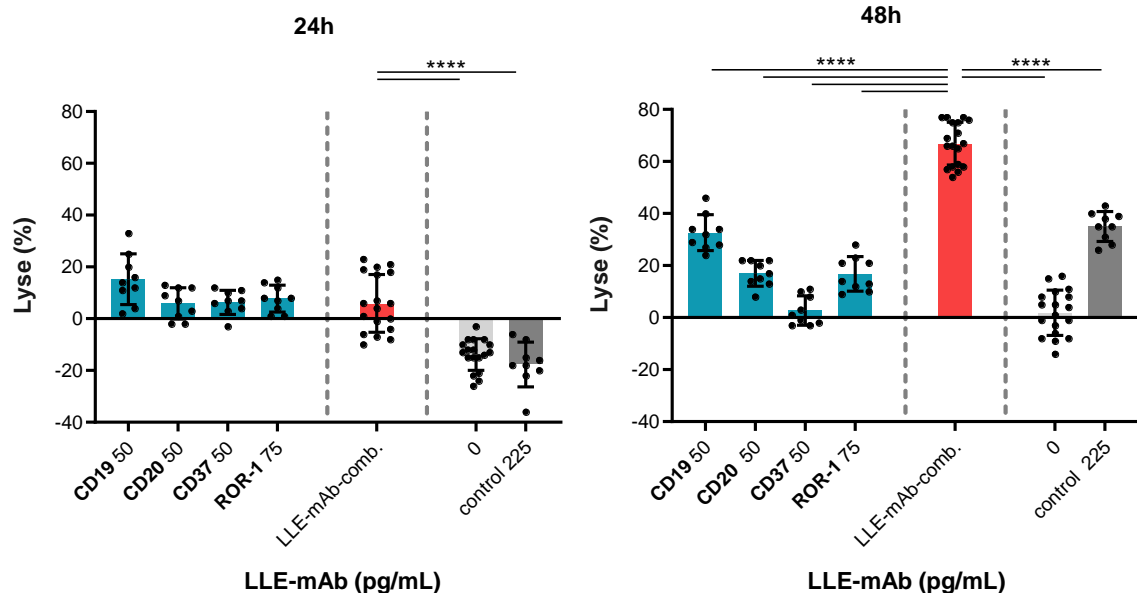 24h
****
Lyse (%)
80
60
40
20
0
-20
-40
CD19 50
CD20 50
CD37 50
ROR-1 75
LLE-mAb-comb.
0
control 225
LLE-mAb (pg/mL)
48h
****
****
Lyse (%)
80
60
40
20
0
-20
-40
CD19 50
CD20 50
CD37 50
ROR-1 75
LLE-mAb-comb.
0
control 225
LLE-mAb (pg/mL)